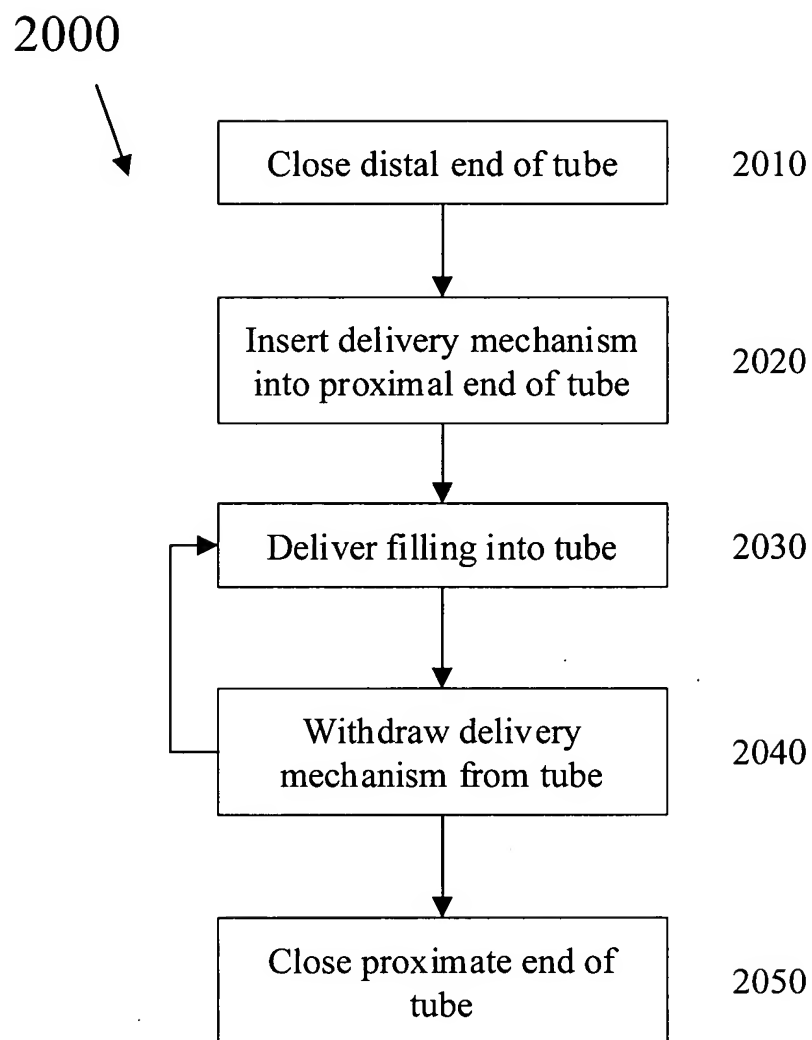 2000
Close distal end of tube
2010
Insert delivery mechanism
into proximal end of tube
2020
Deliver filling into tube
2030
Withdraw delivery
mechanism from tube
2040
Close proximate end of
tube
2050